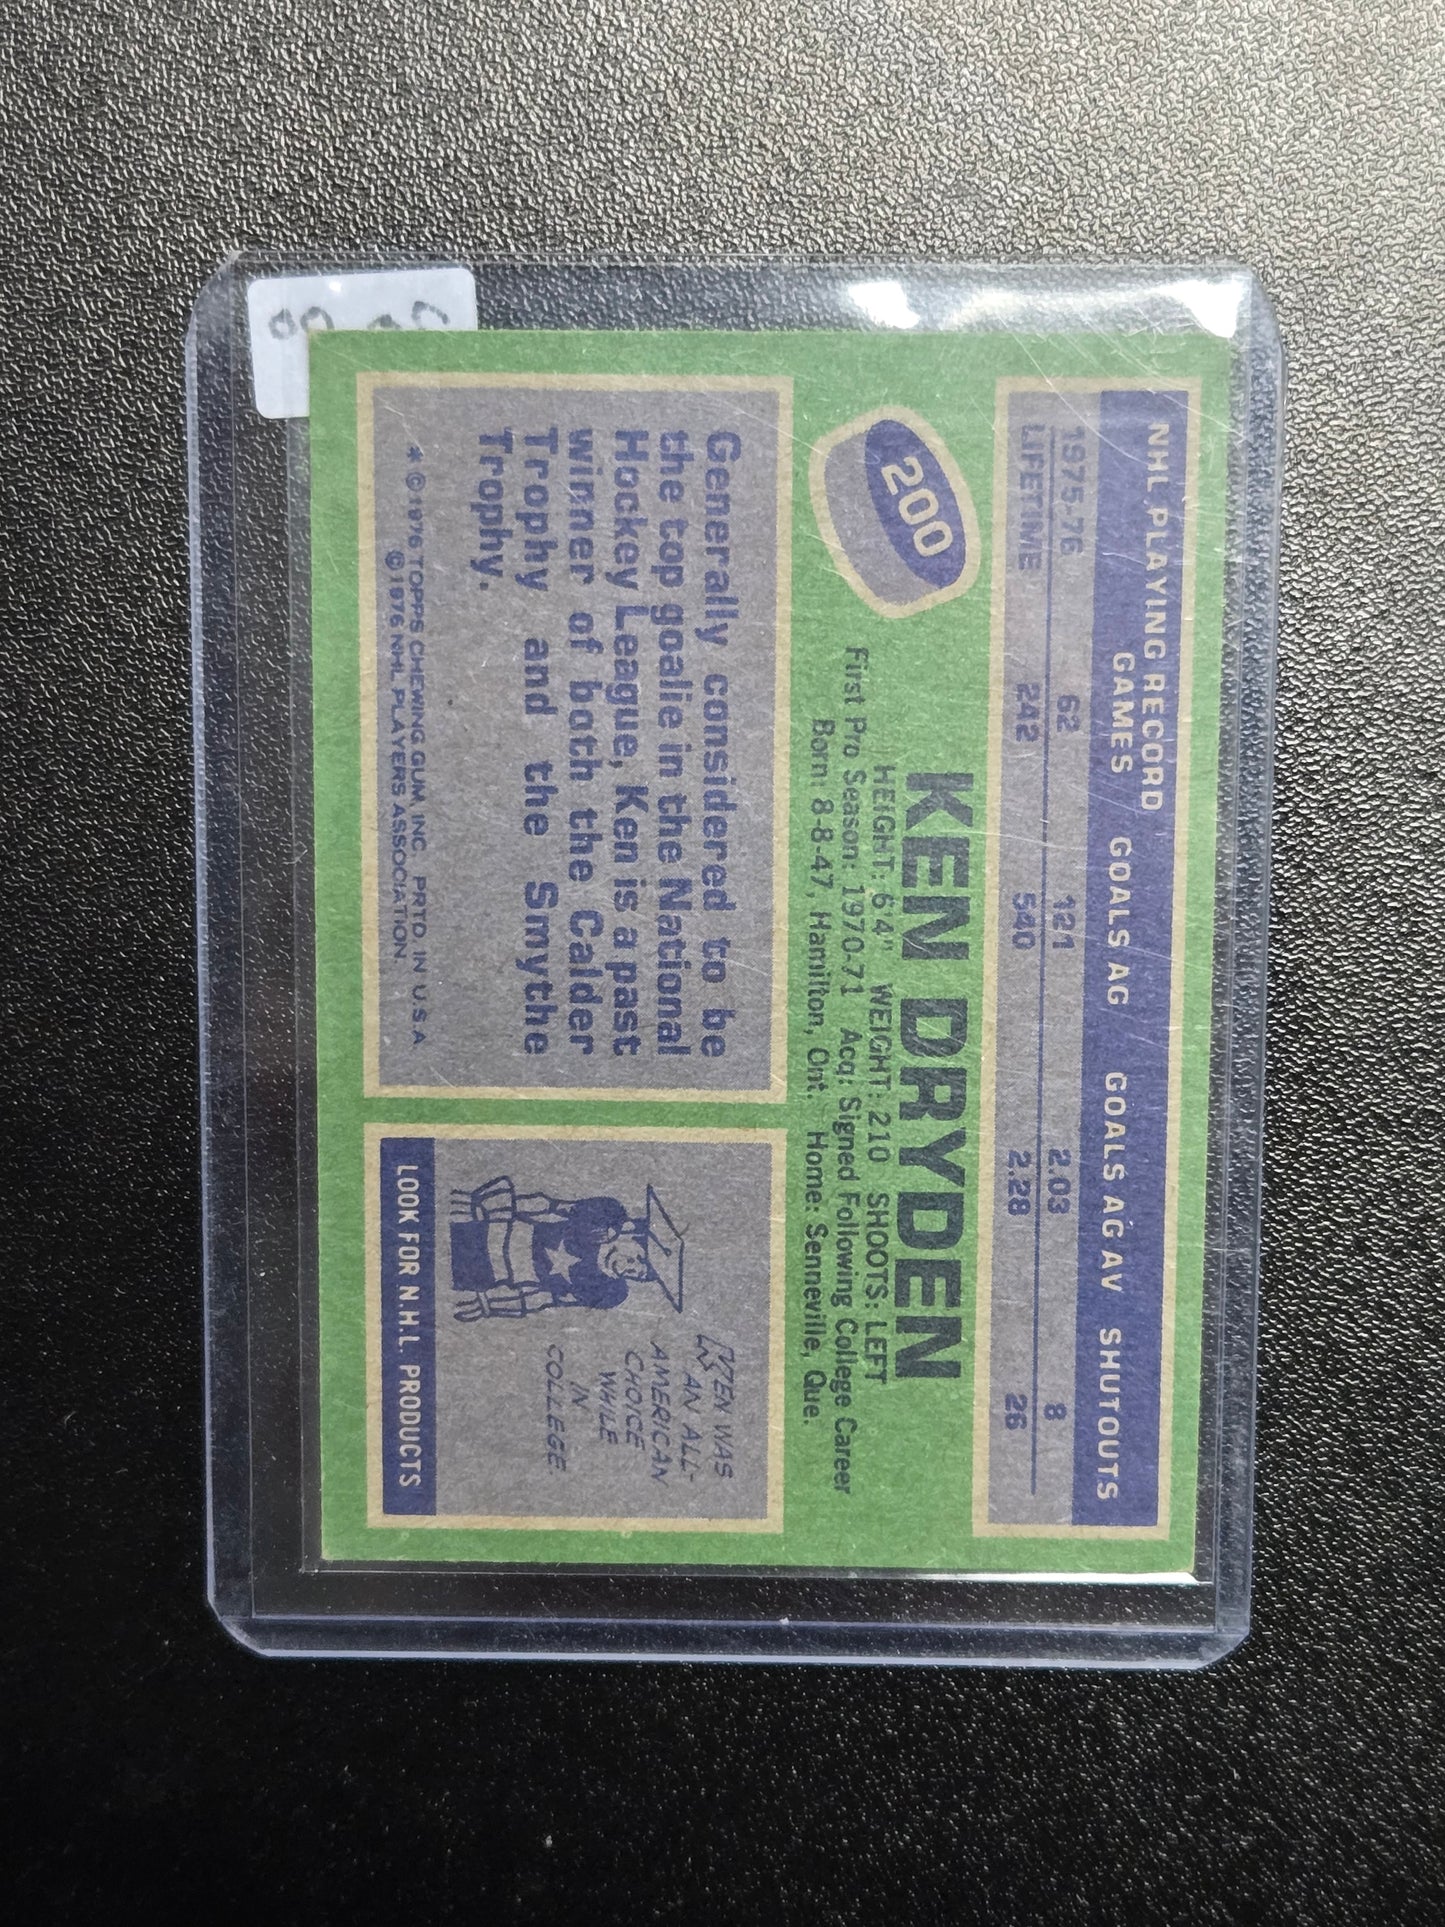 NHL PLAYING RECORD
GAMES GOALS AG GOALS AG AV SHUTOUTS
1975-76 62 121 2.03 8
LIFETIME 242 540 2.28 26
200
KEN DRYDEN
HEIGHT: 6'4" WEIGHT: 210 SHOOTS: LEFT
First Pro Season: 1970-71 Acq: Signed Following College Career
Born 8-8-47, Hamilton, Ont. Home: Senneville, Que.
Generally considered to be
the top goalie in the National
Hockey League, Ken is a past
winner of both the Calder
Trophy and the Smythe
Trophy.
* © 1976 TOPPS CHEWING GUM, INC. PRTD. IN U.S.A.
© 1976 NHL PLAYERS ASSOCIATION.
KEN WAS
AN ALL-
AMERICAN
CHOICE
WHILE
IN
COLLEGE.
LOOK FOR N.H.L. PRODUCTS